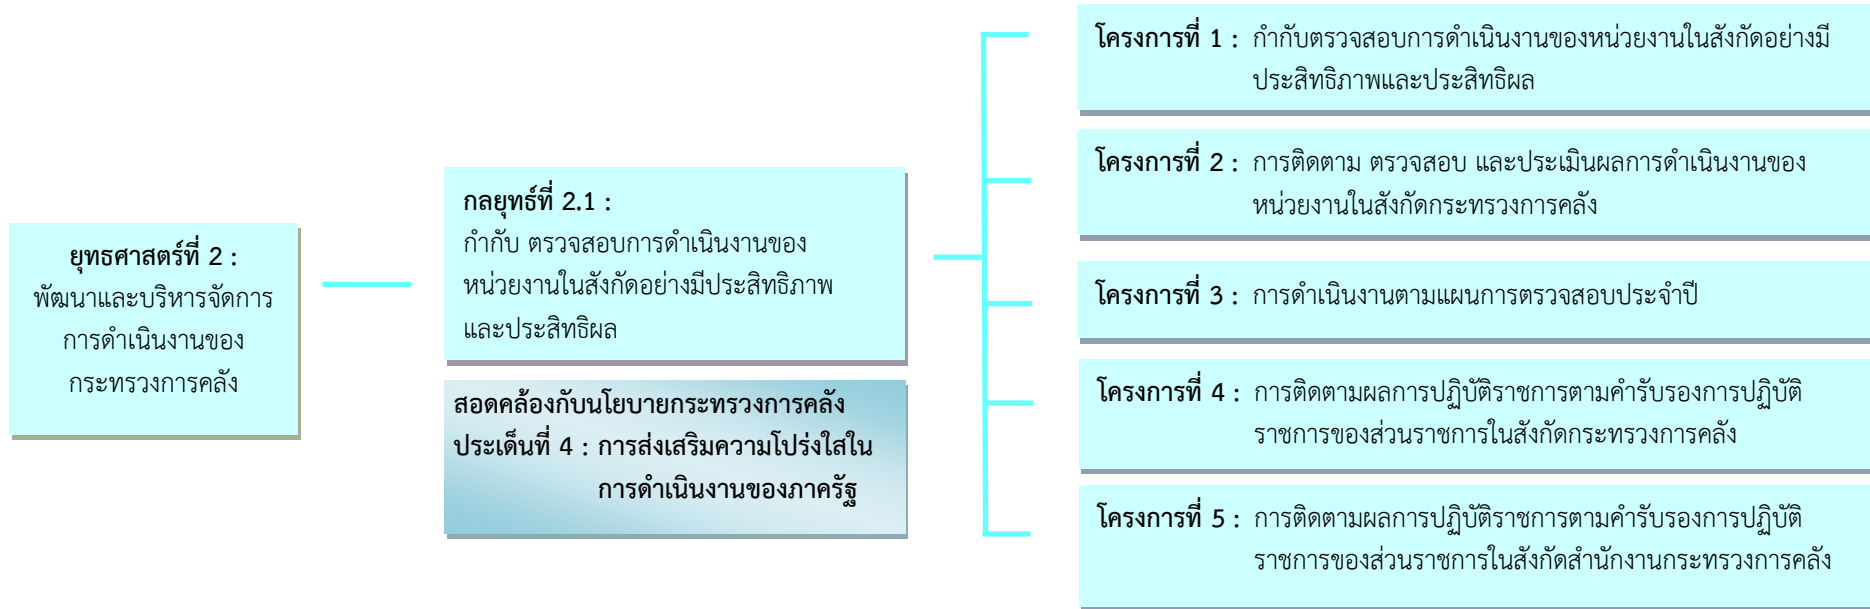 ยุทธศาสตร์ที่ 2 :
พัฒนาและบริหารจัดการ
การดำเนินงานของ
กระทรวงการคลัง
กลยุทธ์ที่ 2.1 :
กำกับ ตรวจสอบการดำเนินงานของ
หน่วยงานในสังกัดอย่างมีประสิทธิภาพ
และประสิทธิผล
สอดคล้องกับนโยบายกระทรวงการคลัง
ประเด็นที่ 4 : การส่งเสริมความโปร่งใสใน
การดำเนินงานของภาครัฐ
โครงการที่ 1 : กำกับตรวจสอบการดำเนินงานของหน่วยงานในสังกัดอย่างมี
ประสิทธิภาพและประสิทธิผล
โครงการที่ 2 : การติดตาม ตรวจสอบ และประเมินผลการดำเนินงานของ
หน่วยงานในสังกัดกระทรวงการคลัง
โครงการที่ 3 : การดำเนินงานตามแผนการตรวจสอบประจำปี
โครงการที่ 4 : การติดตามผลการปฏิบัติราชการตามคำรับรองการปฏิบัติ
ราชการของส่วนราชการในสังกัดกระทรวงการคลัง
โครงการที่ 5 : การติดตามผลการปฏิบัติราชการตามคำรับรองการปฏิบัติ
ราชการของส่วนราชการในสังกัดสำนักงานกระทรวงการคลัง